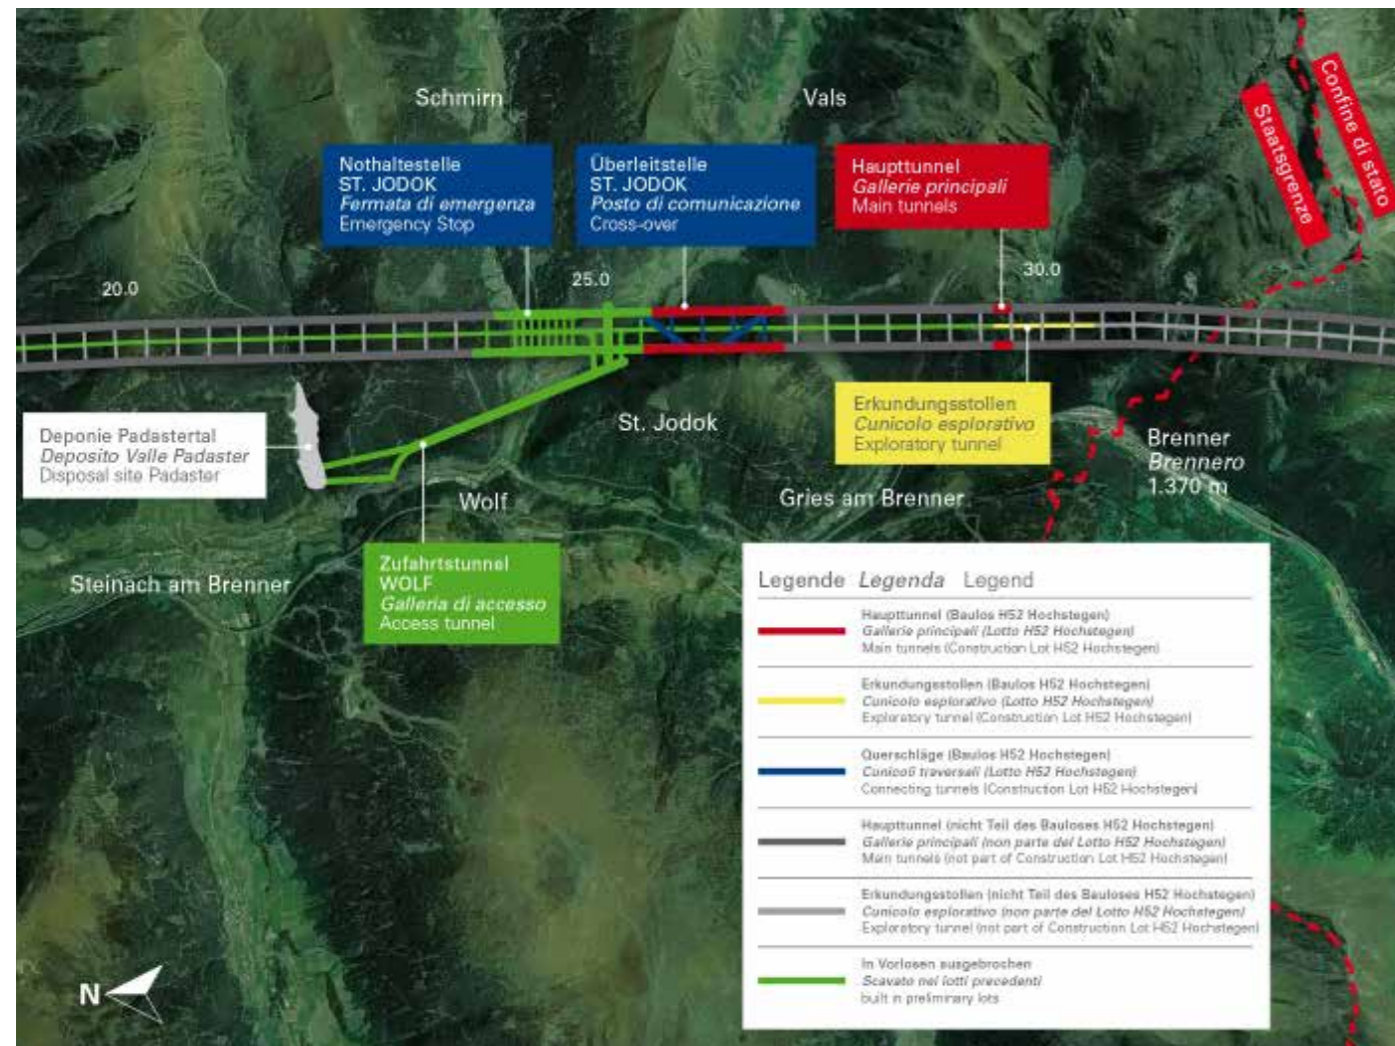 Schmirn
Vals
Nothaltestelle
ST. JODOK
Fermata di emergenza
Emergency Stop
Überleitstelle
ST. JODOK
Posto di comunicazione
Cross-over
Haupttunnel
Gallerie principali
Main tunnels
Staatsgrenze
Confine di stato
20.0
25.0
30.0
Deponie Padastertal
Deposito Valle Padaster
Disposal site Padaster
St. Jodok
Erkundungsstollen
Cunicolo esplorativo
Exploratory tunnel
Brenner
Brennero
1.370 m
Wolf
Gries am Brenner
Steinach am Brenner
Zufahrtstunnel
WOLF
Galleria di accesso
Access tunnel
Legende Legenda Legend
Haupttunnel (Baulos H52 Hochstegen)
Gallerie principali (Lotto H52 Hochstegen)
Main tunnels (Construction Lot H52 Hochstegen)
Erkundungsstollen (Baulos H52 Hochstegen)
Cunicolo esplorativo (Lotto H52 Hochstegen)
Exploratory tunnel (Construction Lot H52 Hochstegen)
Querschläge (Baulos H52 Hochstegen)
Cunicoli traversali (Lotto H52 Hochstegen)
Connecting tunnels (Construction Lot H52 Hochstegen)
Haupttunnel (nicht Teil des Bauloses H52 Hochstegen)
Gallerie principali (non parte del Lotto H52 Hochstegen)
Main tunnels (not part of Construction Lot H52 Hochstegen)
Erkundungsstollen (nicht Teil des Bauloses H52 Hochstegen)
Cunicolo esplorativo (non parte del Lotto H52 Hochstegen)
Exploratory tunnel (not part of Construction Lot H52 Hochstegen)
In Vorlosen ausgebrochen
Scavato nei lotti precedenti
built in preliminary lots
N